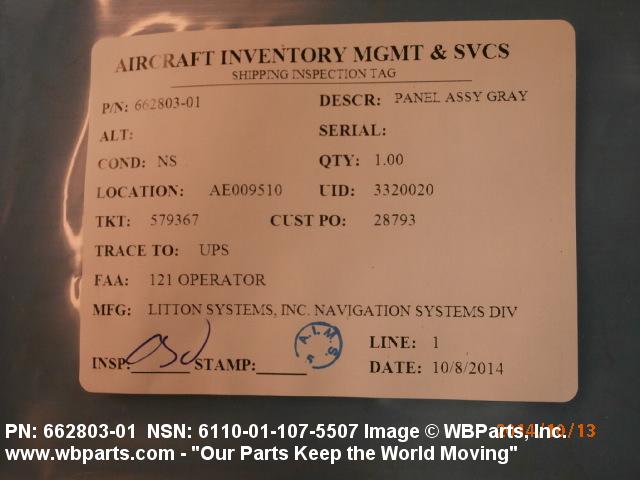 AIRCRAFT INVENTORY MGMT & SVCS
SHIPPING INSPECTION TAG
P/N: 662803-01 DESCR: PANEL ASSY GRAY
ALT: SERIAL:
COND: NS QTY: 1.00
LOCATION: AE009510 UID: 3320020
TKT: 579367 CUST PO: 28793
TRACE TO: UPS
FAA: 121 OPERATOR
MFG: LITTON SYSTEMS, INC. NAVIGATION SYSTEMS DIV
A.I.M.S.
LINE: 1
INSP: STAMP: DATE: 10/8/2014
PN: 662803-01 NSN: 6110-01-107-5507 Image © WBParts, Inc.
www.wbparts.com - "Our Parts Keep the World Moving"